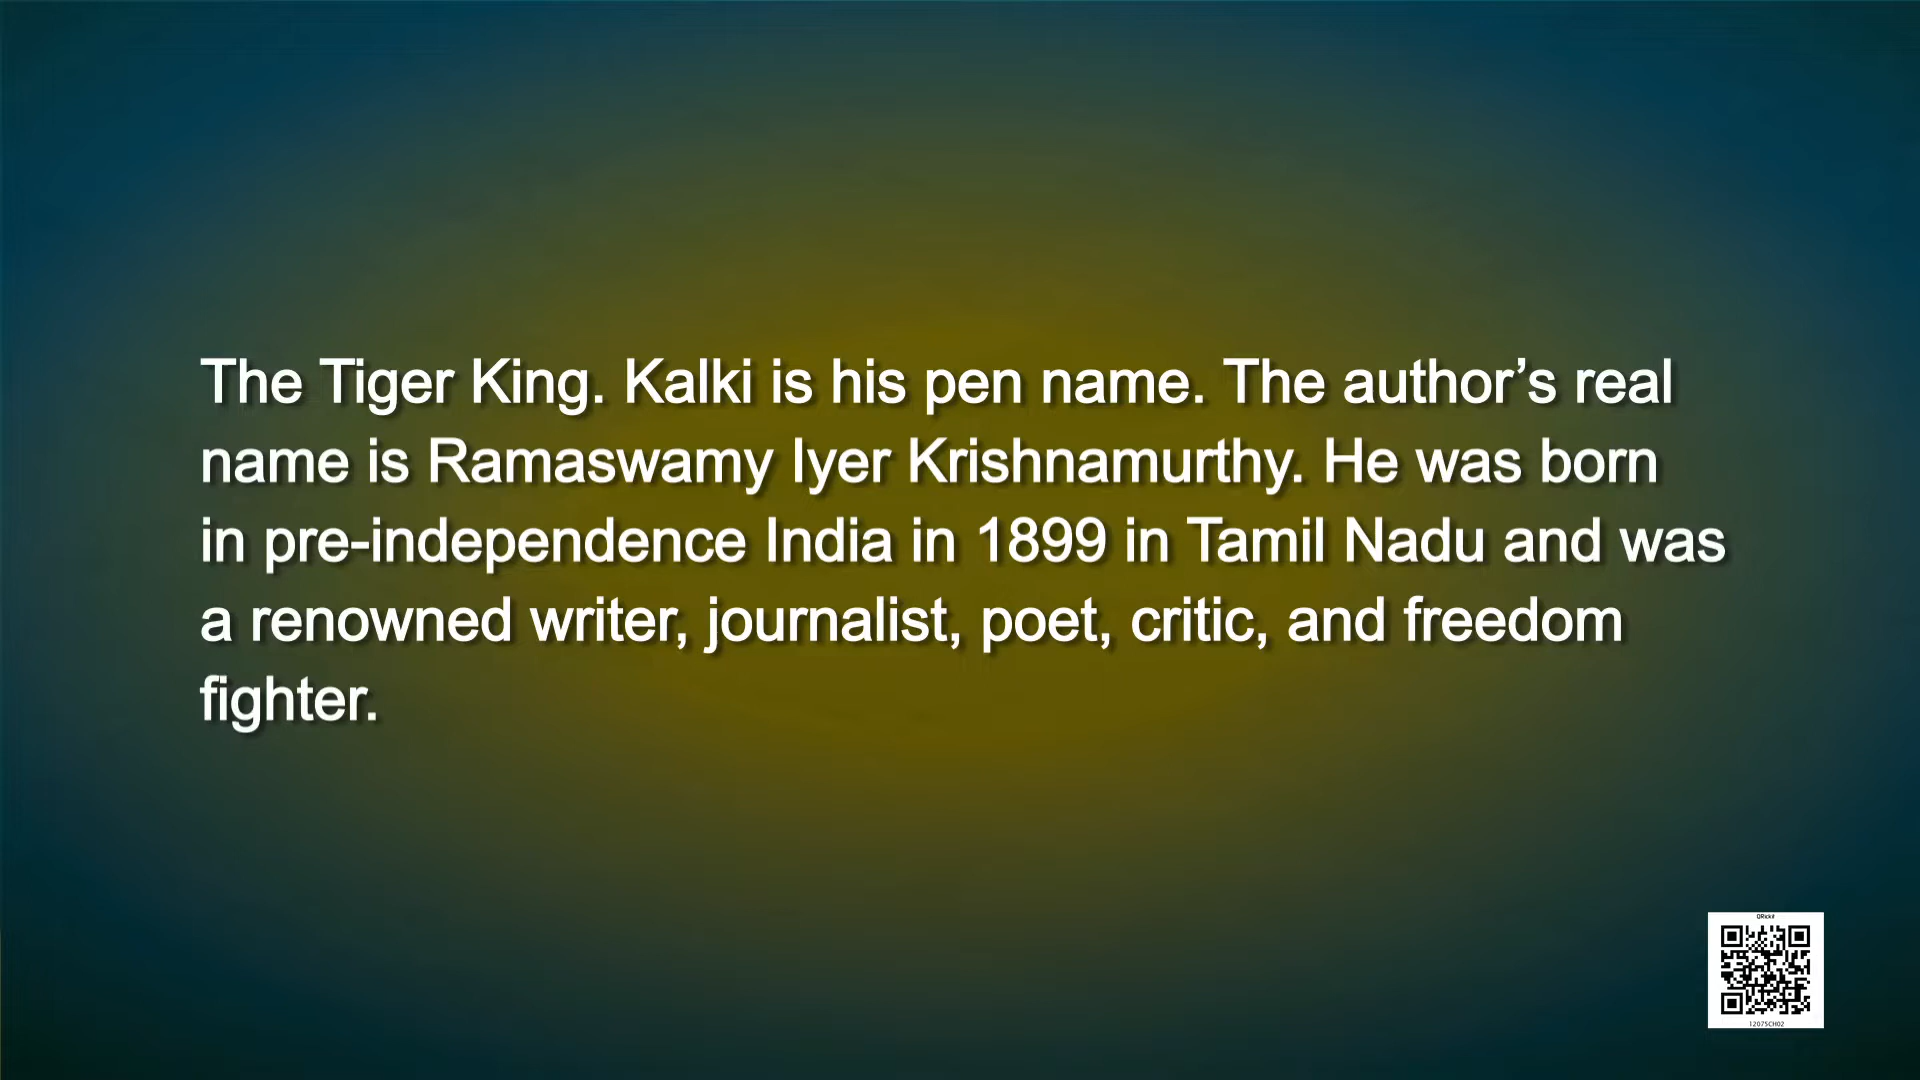 The Tiger King. Kalki is his pen name. The author’s real
name is Ramaswamy Iyer Krishnamurthy. He was born
in pre-independence India in 1899 in Tamil Nadu and was
a renowned writer, journalist, poet, critic, and freedom
fighter.
QRickit
12075CH02